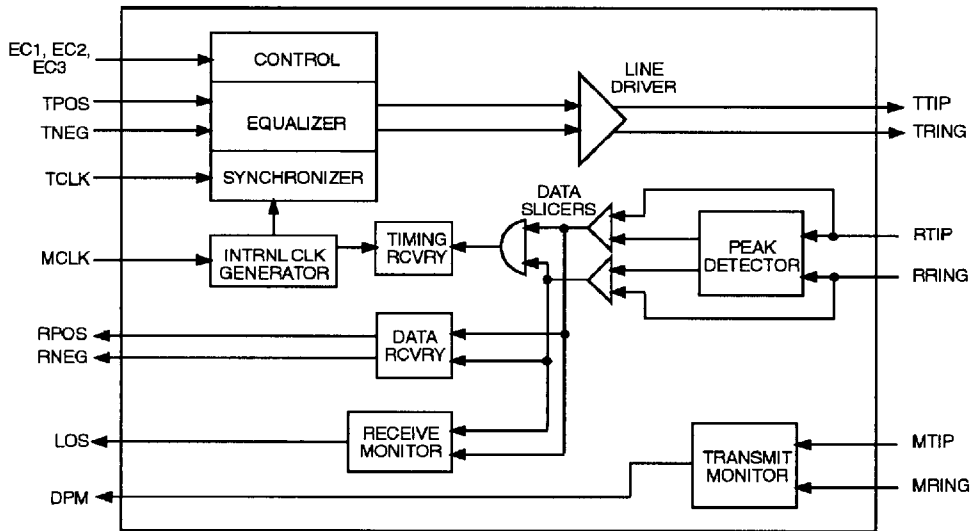 EC1, EC2,
EC3
CONTROL
TPOS
TNEG
EQUALIZER
LINE
DRIVER
TTIP
TRING
TCLK
SYNCHRONIZER
MCLK
INTRNL CLK
GENERATOR
TIMING
RCVRY
DATA
SLICERS
PEAK
DETECTOR
RTIP
RRING
RPOS
RNEG
DATA
RCVRY
LOS
RECEIVE
MONITOR
TRANSMIT
MONITOR
MTIP
MRING
DPM